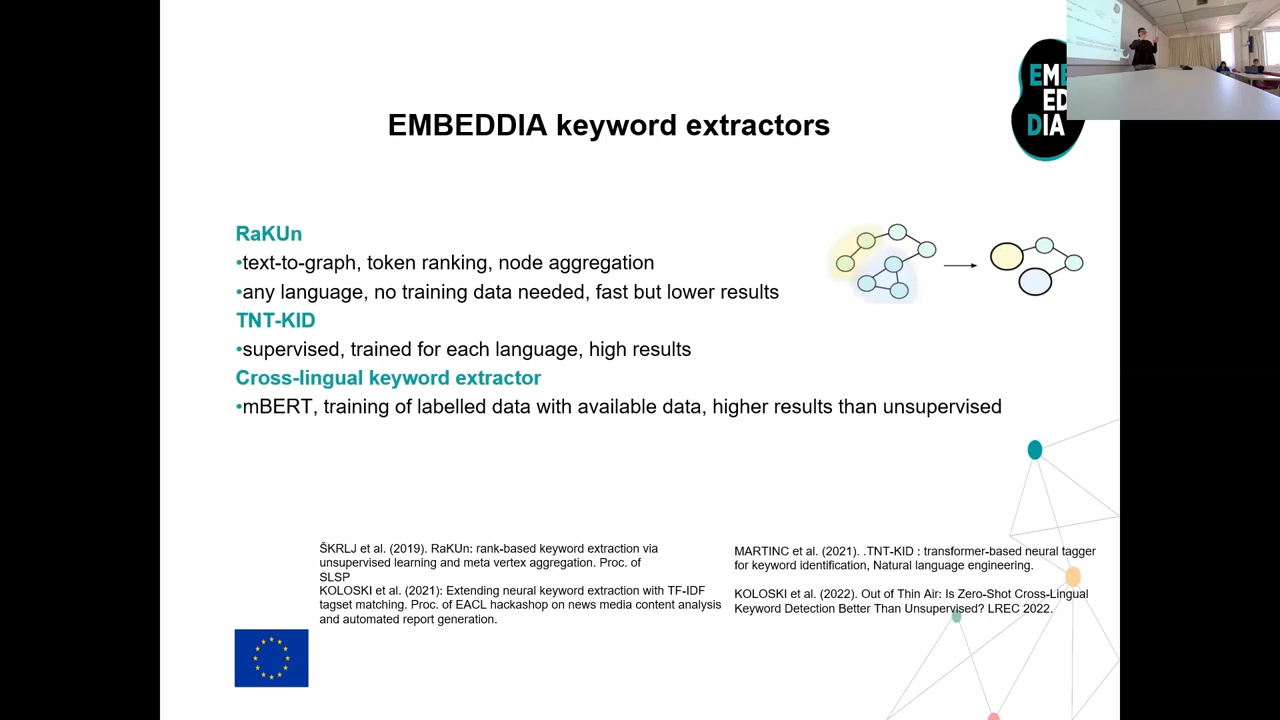 EMBEDDIA keyword extractors
EM
ED
DIA
RaKUn
•text-to-graph, token ranking, node aggregation
•any language, no training data needed, fast but lower results
TNT-KID
•supervised, trained for each language, high results
Cross-lingual keyword extractor
•mBERT, training of labelled data with available data, higher results than unsupervised
ŠKRLJ et al. (2019). RaKUn: rank-based keyword extraction via
unsupervised learning and meta vertex aggregation. Proc. of
SLSP
KOLOSKI et al. (2021): Extending neural keyword extraction with TF-IDF
tagset matching. Proc. of EACL hackashop on news media content analysis
and automated report generation.
MARTINC et al. (2021). .TNT-KID : transformer-based neural tagger
for keyword identification, Natural language engineering.
KOLOSKI et al. (2022). Out of Thin Air: Is Zero-Shot Cross-Lingual
Keyword Detection Better Than Unsupervised? LREC 2022.